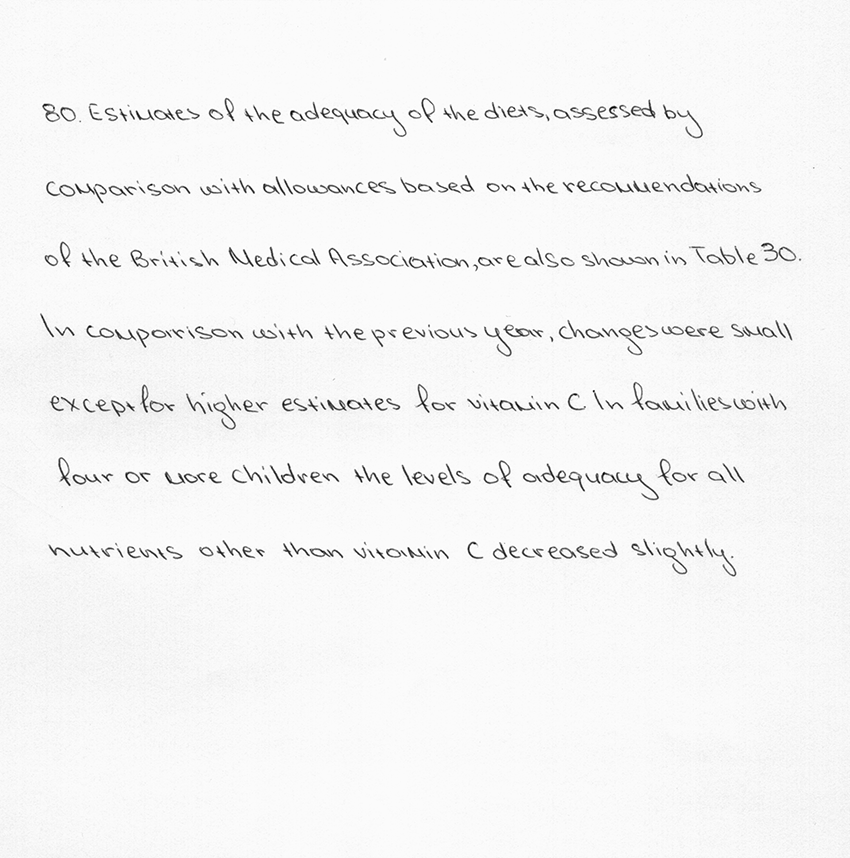 80. Estimates of the adequacy of the diets, assessed by
comparison with allowances based on the recommendations
of the British Medical Association, are also shown in Table 30.
In comparison with the previous year, changes were small
except for higher estimates for vitamin C In families with
four or more children the levels of adequacy for all
nutrients other than vitamin C decreased slightly.